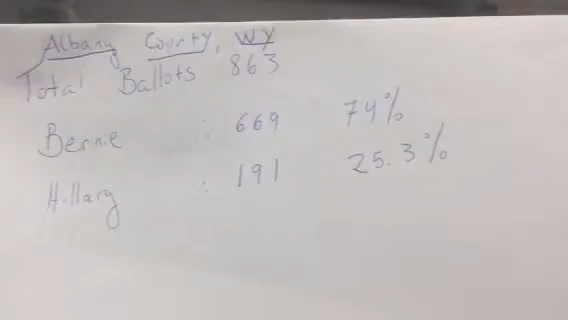 Albany County, WY
Total Ballots 863
Bernie : 669 74%
Hillary : 191 25.3%